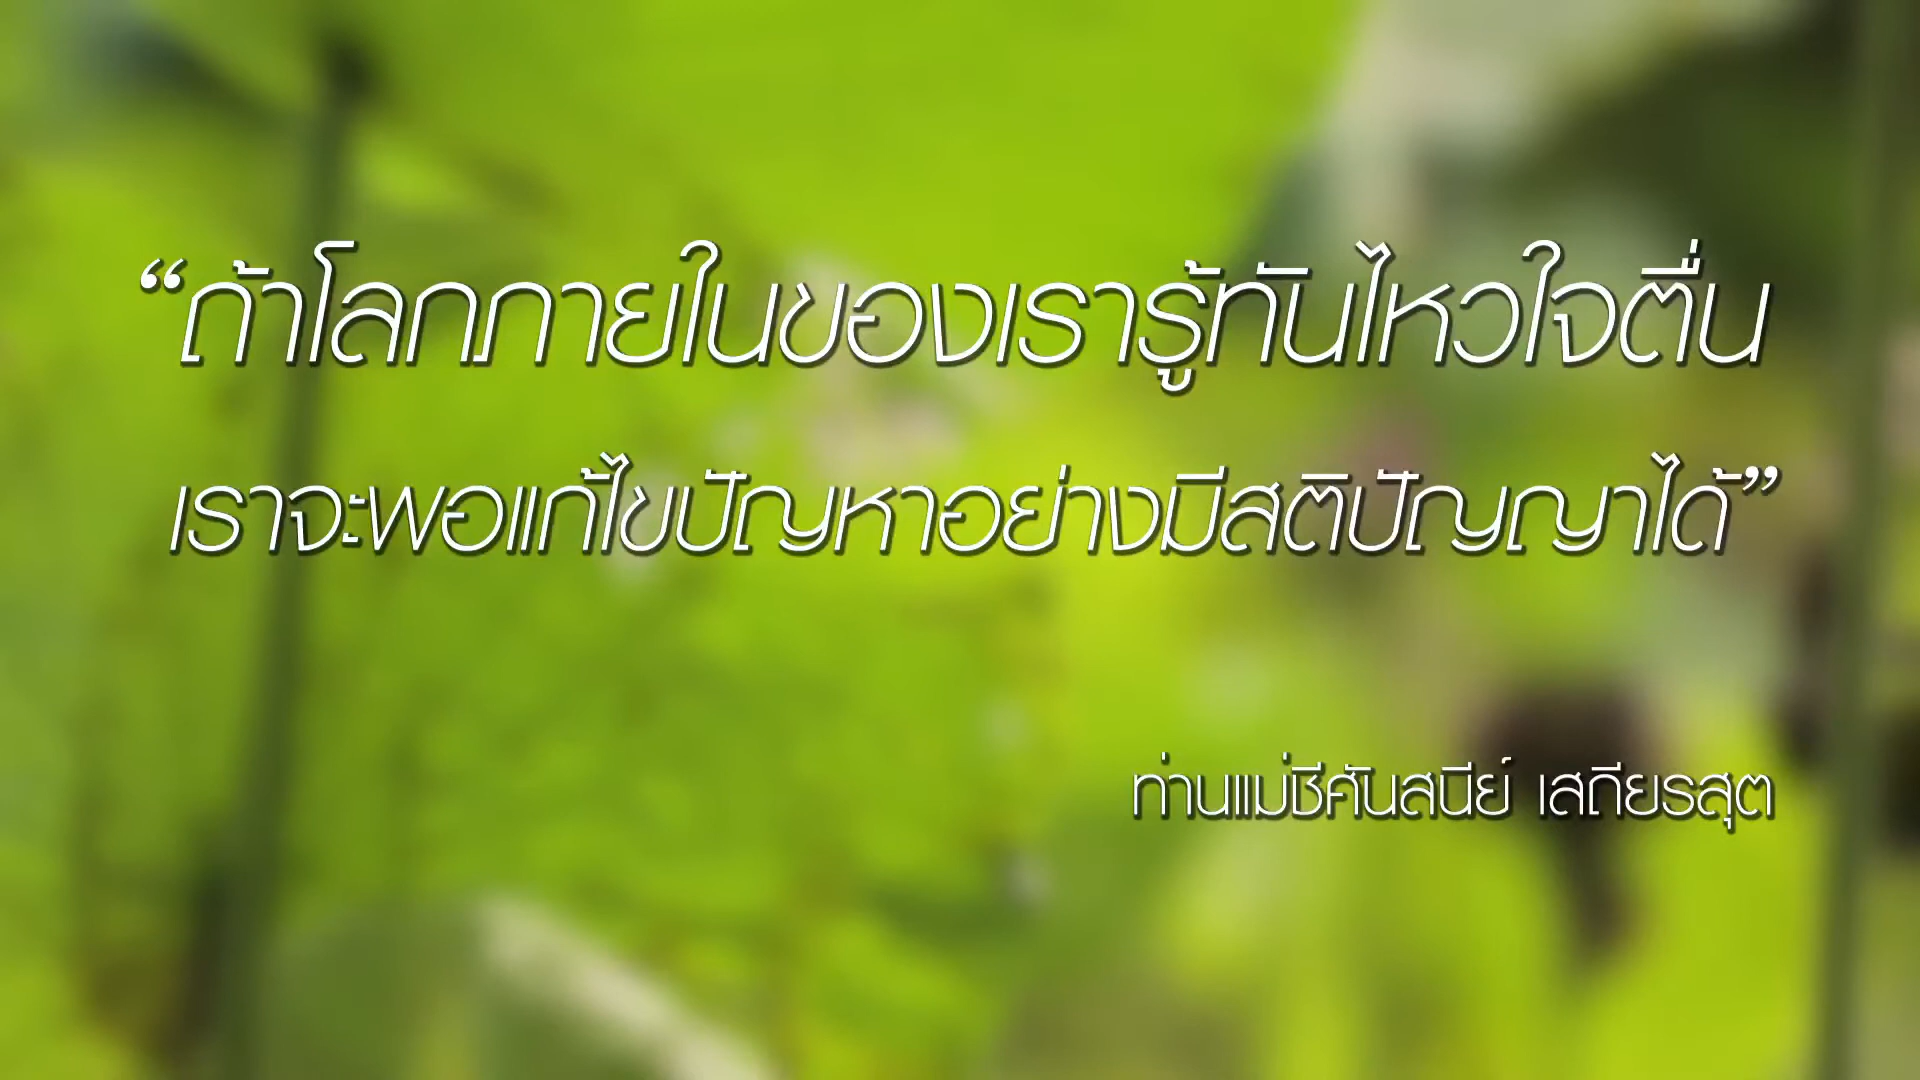 “ถ้าโลกภายในของเรารู้ทันไหวใจตื่น
เราจะพอแก้ไขปัญหาอย่างมีสติปัญญาได้”
ท่านแม่ชีศันสนีย์ เสถียรสุต